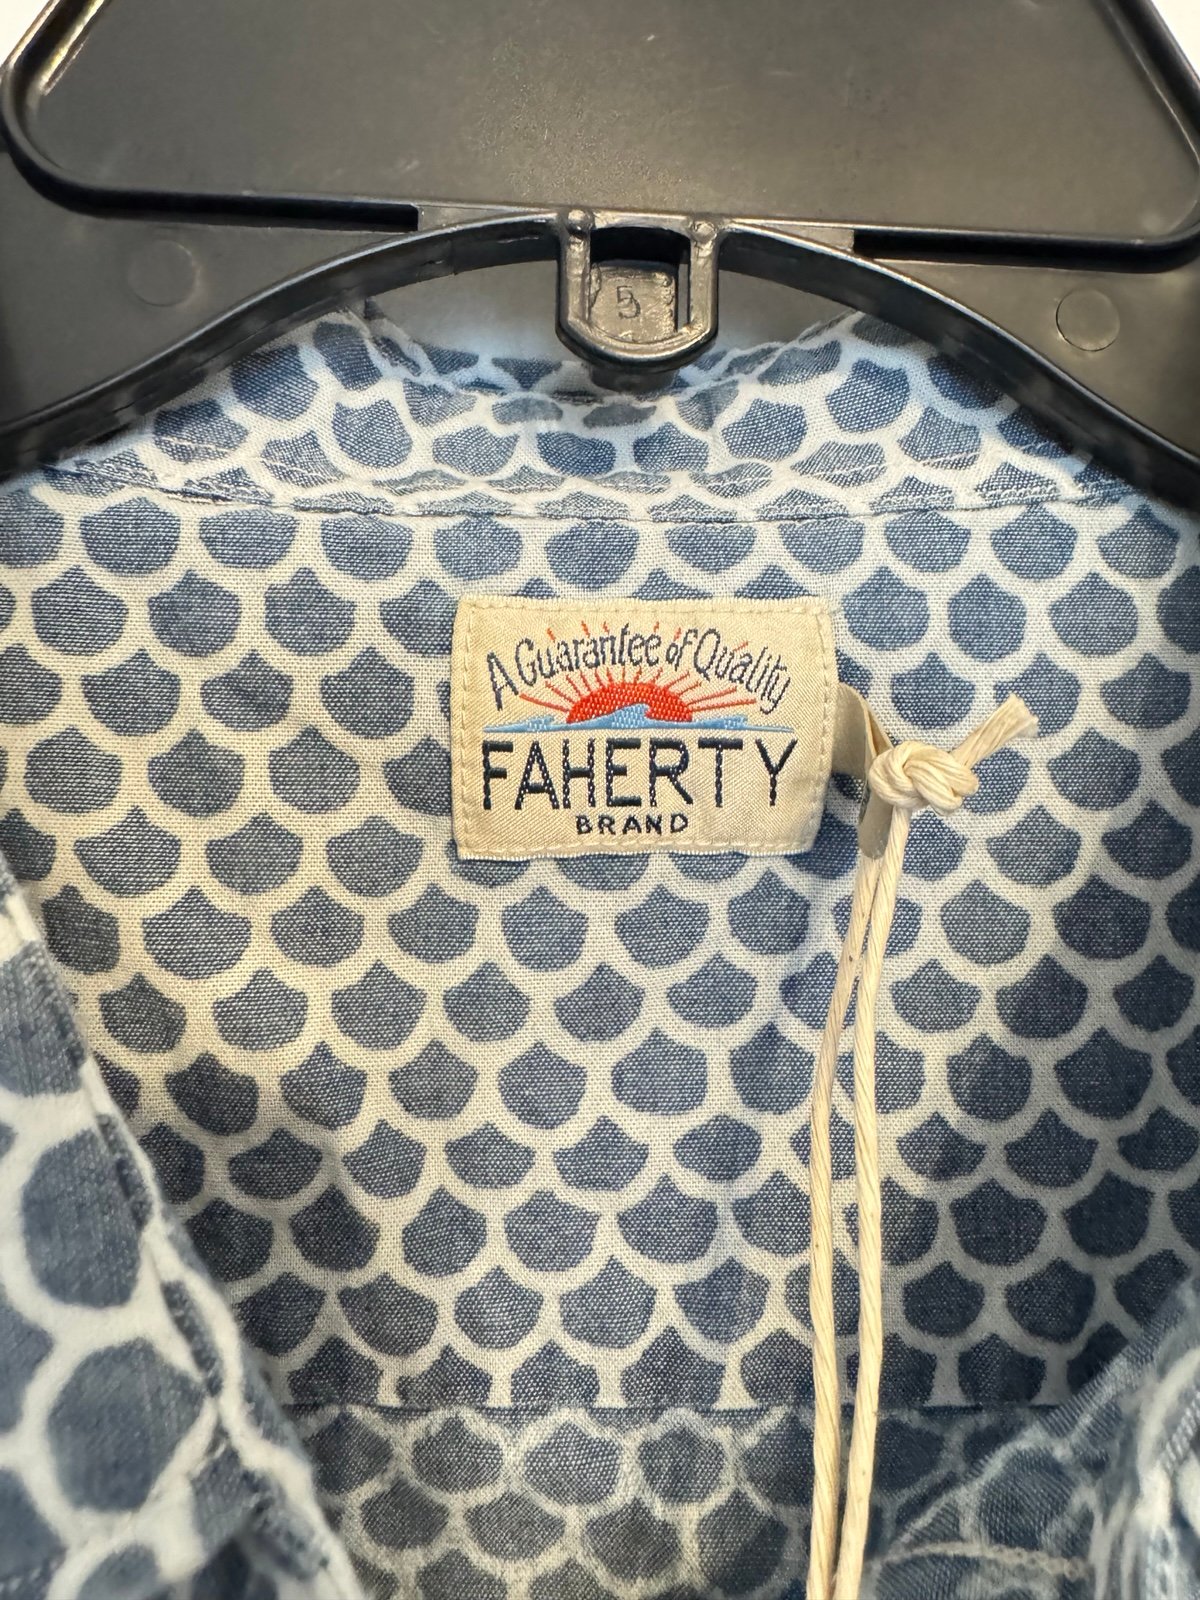 5
A Guarantee of Quality
FAHERTY
BRAND